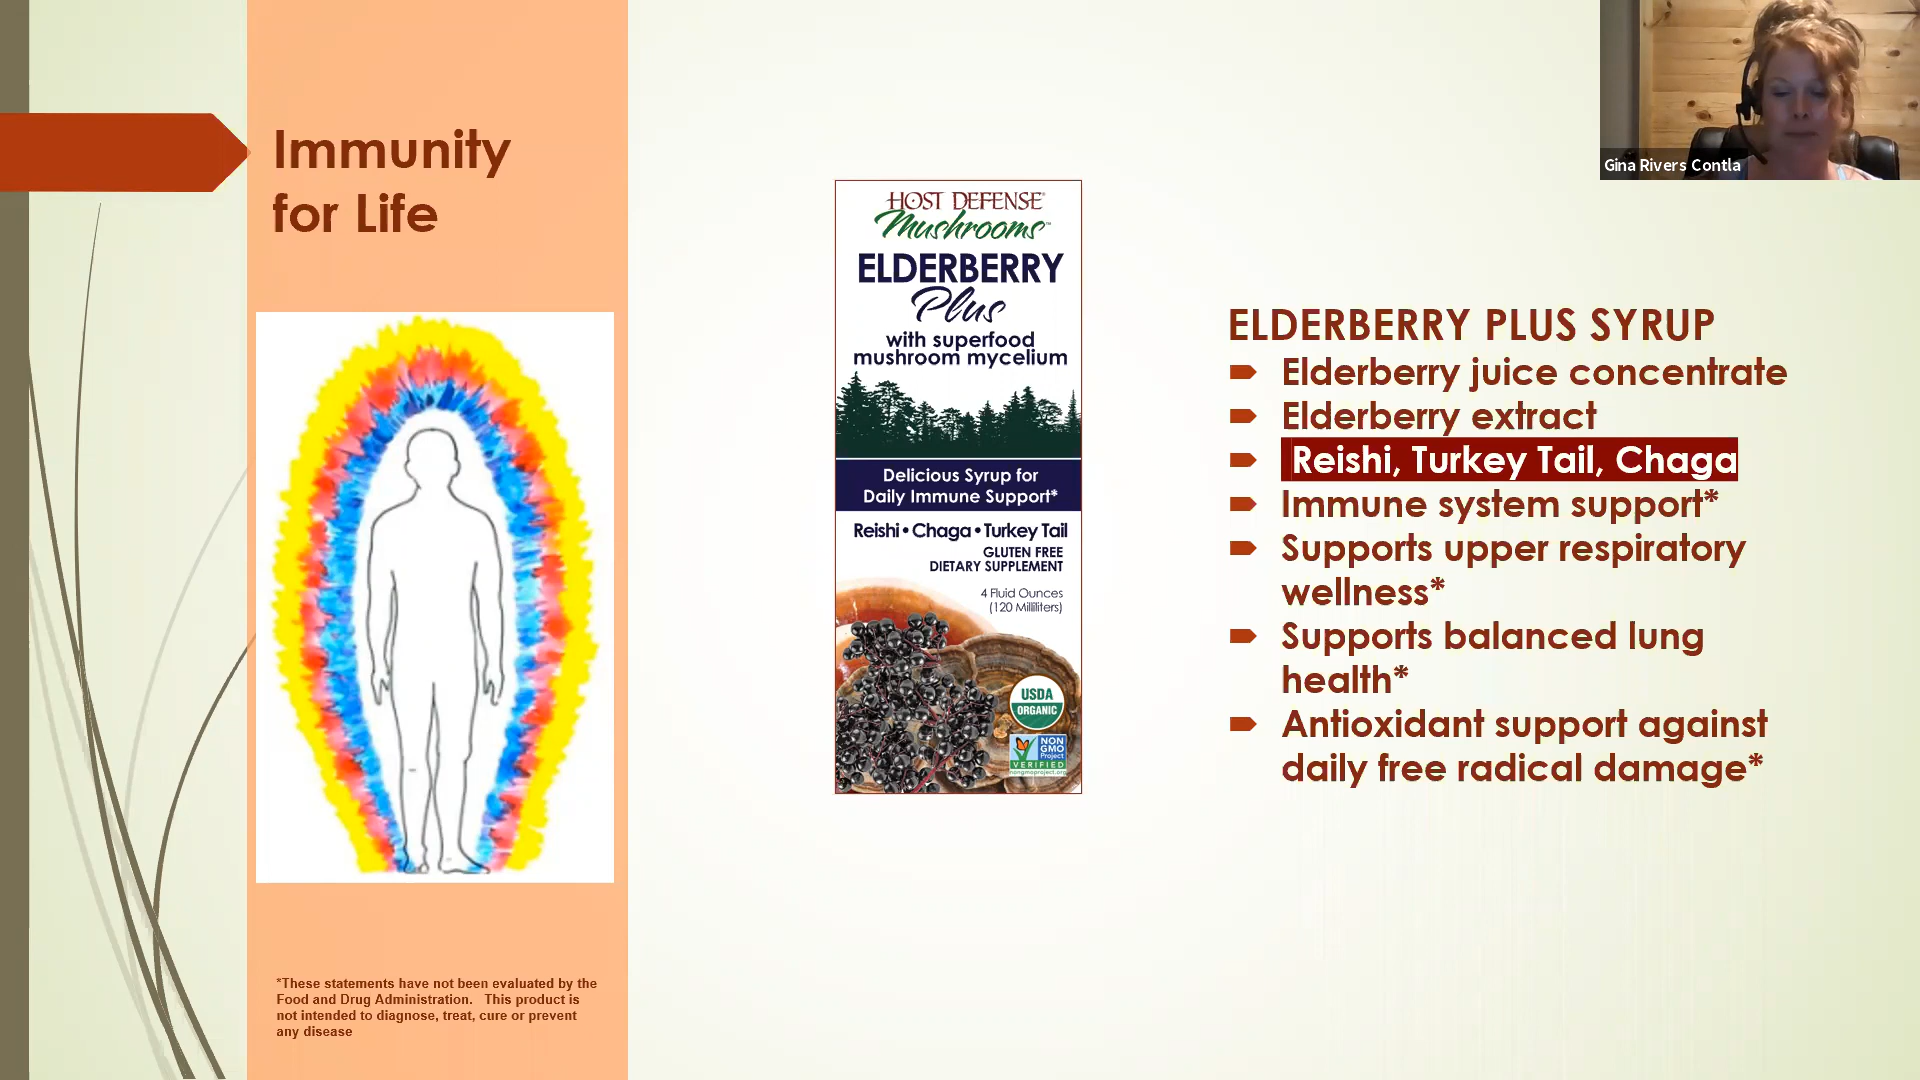 Immunity
for Life
*These statements have not been evaluated by the
Food and Drug Administration. This product is
not intended to diagnose, treat, cure or prevent
any disease
HOST DEFENSE®
Mushrooms™
ELDERBERRY
Plus
with superfood
mushroom mycelium
Delicious Syrup for
Daily Immune Support*
Reishi • Chaga • Turkey Tail
GLUTEN FREE
DIETARY SUPPLEMENT
4 Fluid Ounces
(120 Milliliters)
USDA
ORGANIC
NON
GMO
Project
VERIFIED
nongmoproject.org
ELDERBERRY PLUS SYRUP
Elderberry juice concentrate
Elderberry extract
Reishi, Turkey Tail, Chaga
Immune system support*
Supports upper respiratory
wellness*
Supports balanced lung
health*
Antioxidant support against
daily free radical damage*
Gina Rivers Contla